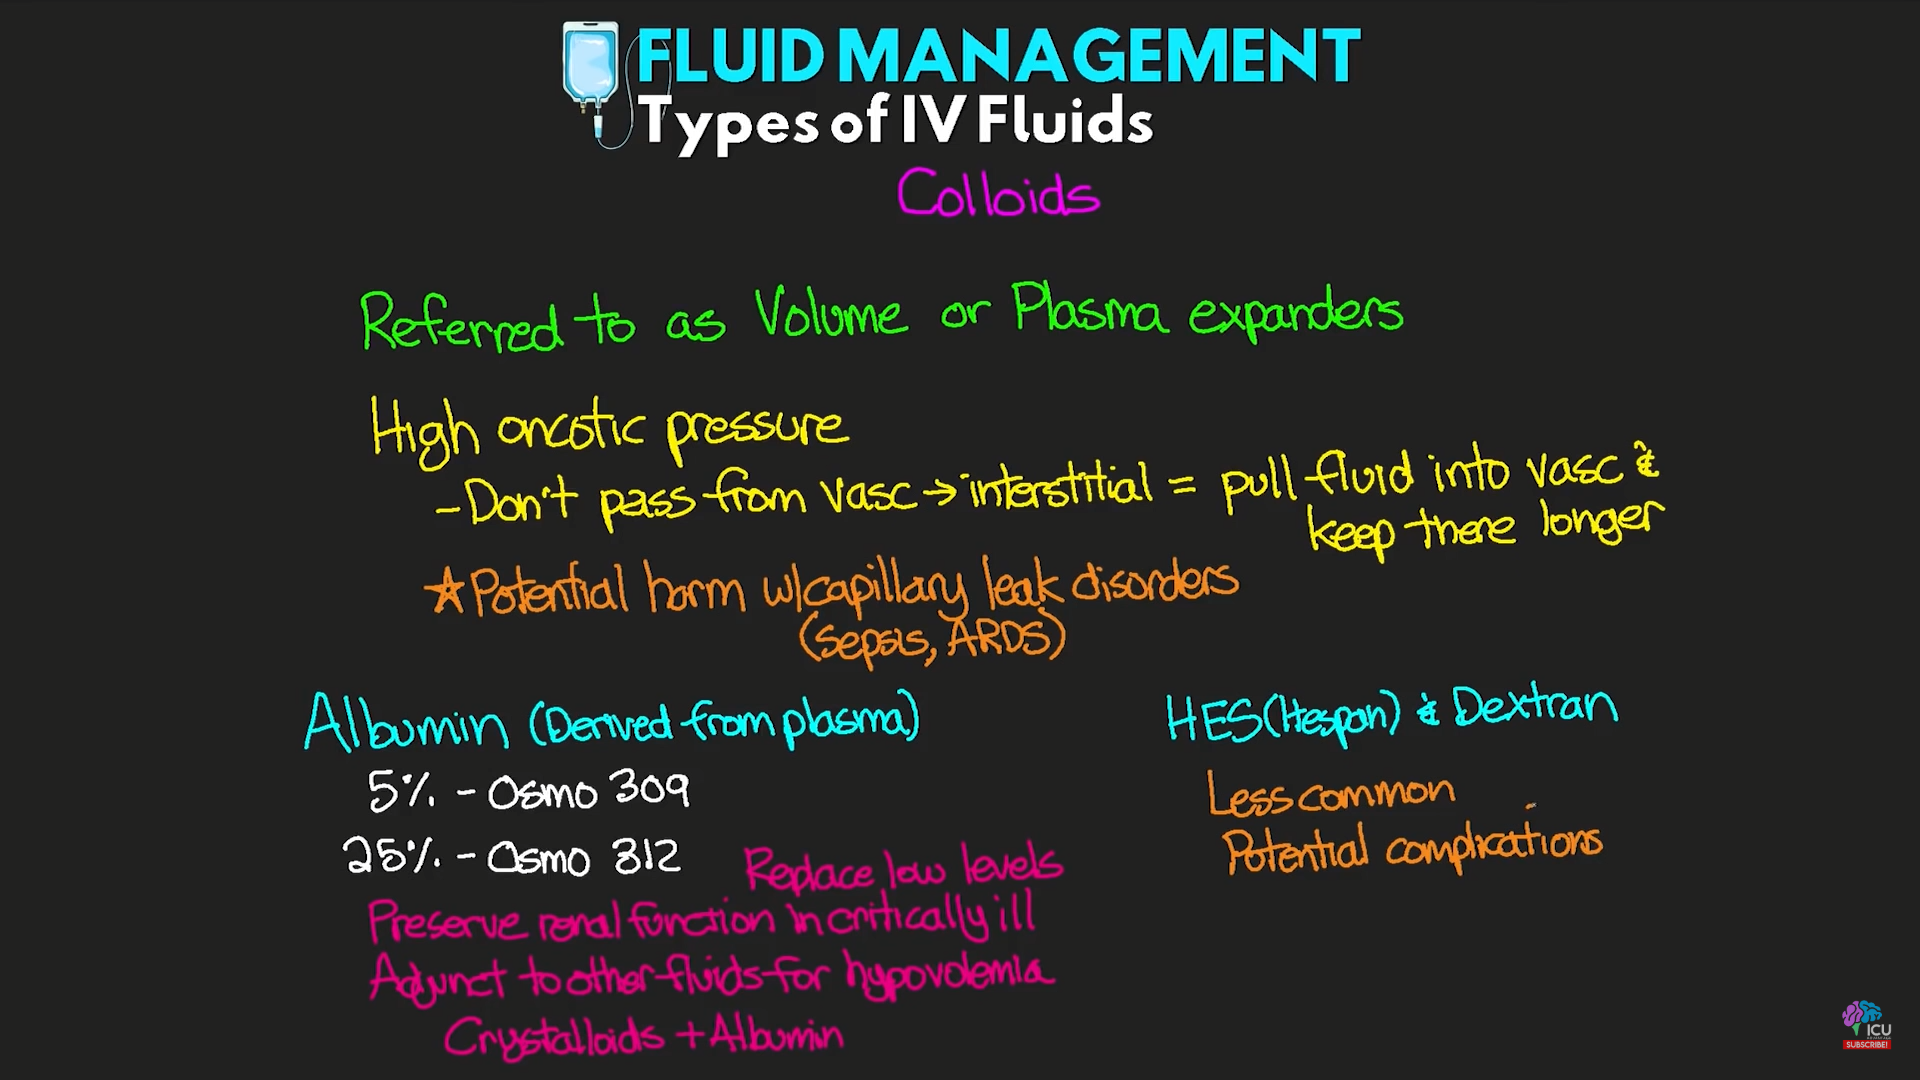 FLUID MANAGEMENT
Types of IV Fluids
Colloids
Referred to as Volume or Plasma expanders
High oncotic pressure
- Don't pass from vasc → interstitial = pull fluid into vasc &
keep there longer
☆ Potential harm w/capillary leak disorders
(sepsis, ARDS)
Albumin (Derived from plasma)
5% - Osmo 309
25% - Osmo 312
Replace low levels
Preserve renal function in critically ill
Adjunct to other fluids for hypovolemia
Crystalloids + Albumin
HES (Hespan) & Dextran
Less common
Potential complications
ICU
SUBSCRIBE!